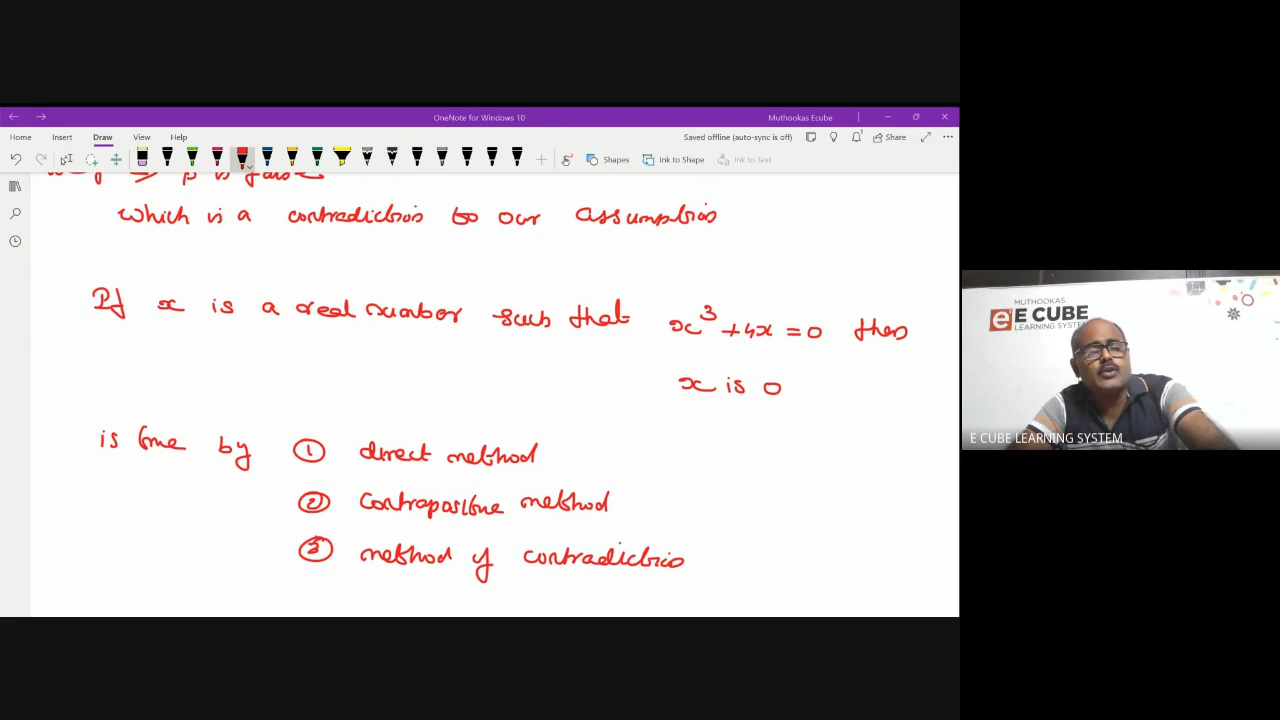 OneNote for Windows 10
Muthookas Ecube
Home Insert Draw View Help
Saved offline (auto-sync is off)
Share
Shapes
Ink to Shape
Ink to Text
which is a contradiction to our assumption
If x is a real number such that x³ + 4x = 0 then
x is 0
is true by ① direct method
② Contrapositive method
③ method of contradiction
MUTHOOKAS
e E CUBE
LEARNING SYSTEM
E CUBE LEARNING SYSTEM